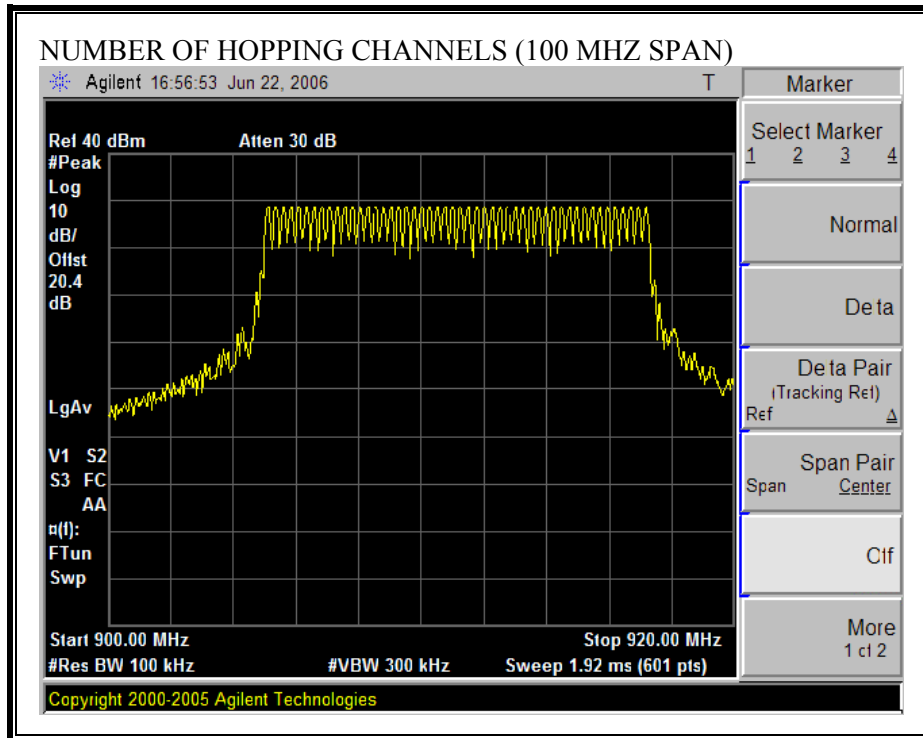 NUMBER OF HOPPING CHANNELS (100 MHZ SPAN)
Agilent 16:56:53 Jun 22, 2006 T
Ref 40 dBm Atten 30 dB
#Peak
Log
10
dB/
Offst
20.4
dB
LgAv
V1 S2
S3 FC
AA
¤(f):
FTun
Swp
Start 900.00 MHz Stop 920.00 MHz
#Res BW 100 kHz #VBW 300 kHz Sweep 1.92 ms (601 pts)
Copyright 2000-2005 Agilent Technologies
Marker
Select Marker
1 2 3 4
Normal
Delta
Delta Pair
(Tracking Ref)
Ref Δ
Span Pair
Span Center
Off
More
1 of 2